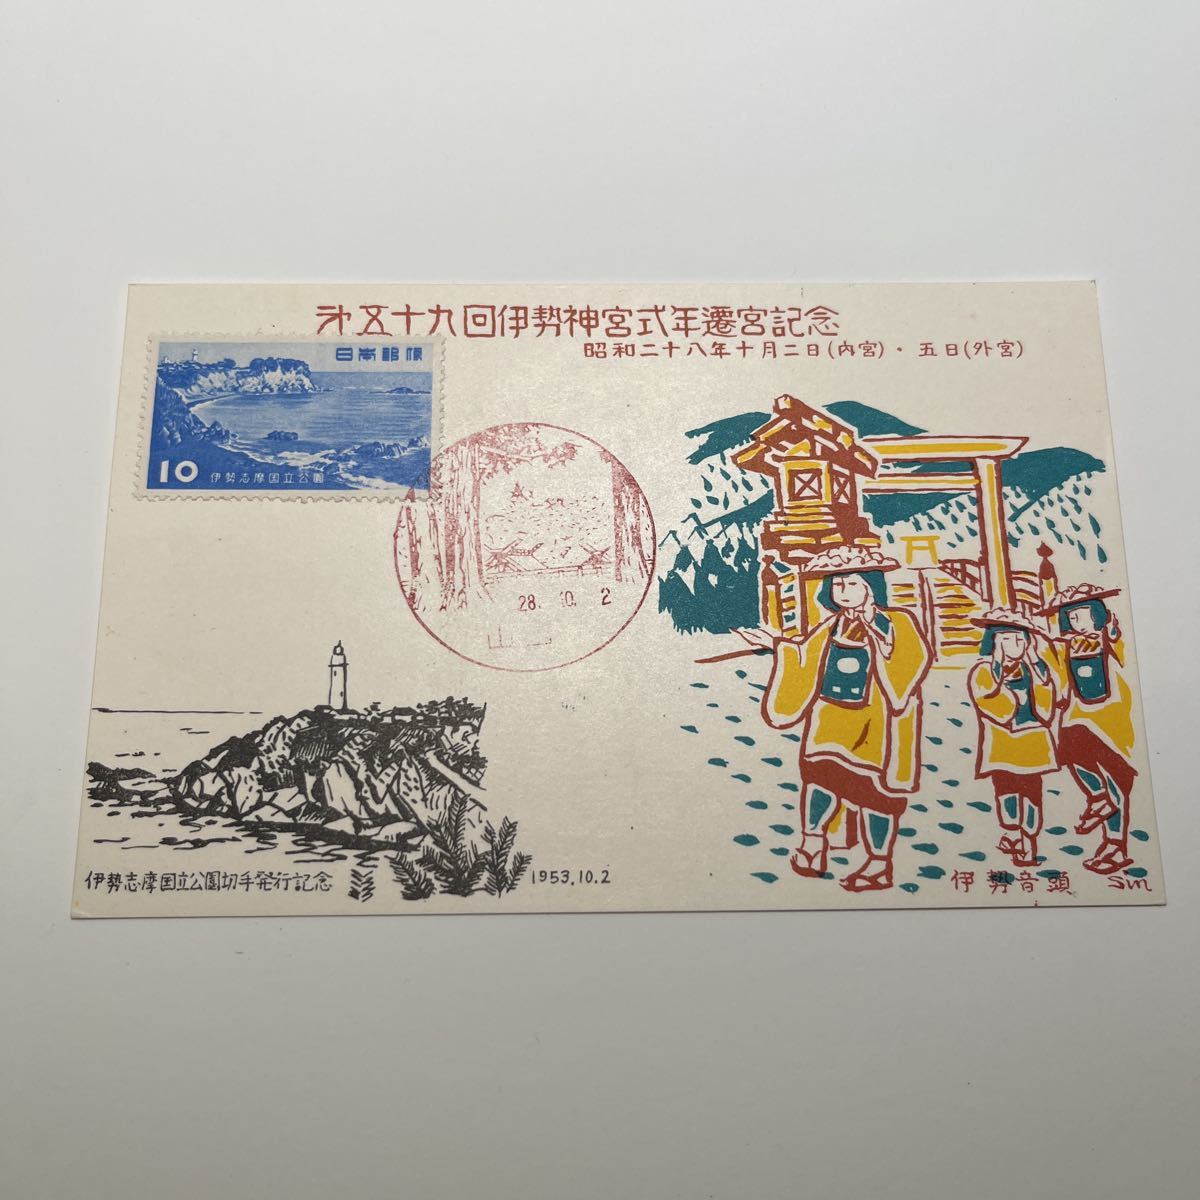 第五十九回伊勢神宮式年遷宮記念
昭和二十八年十月二日(内宮)・五日(外宮)
日本郵便
10 伊勢志摩国立公園
28. 10. 2
山田
伊勢志摩国立公園切手発行記念
1953.10.2
伊勢音頭 Sin